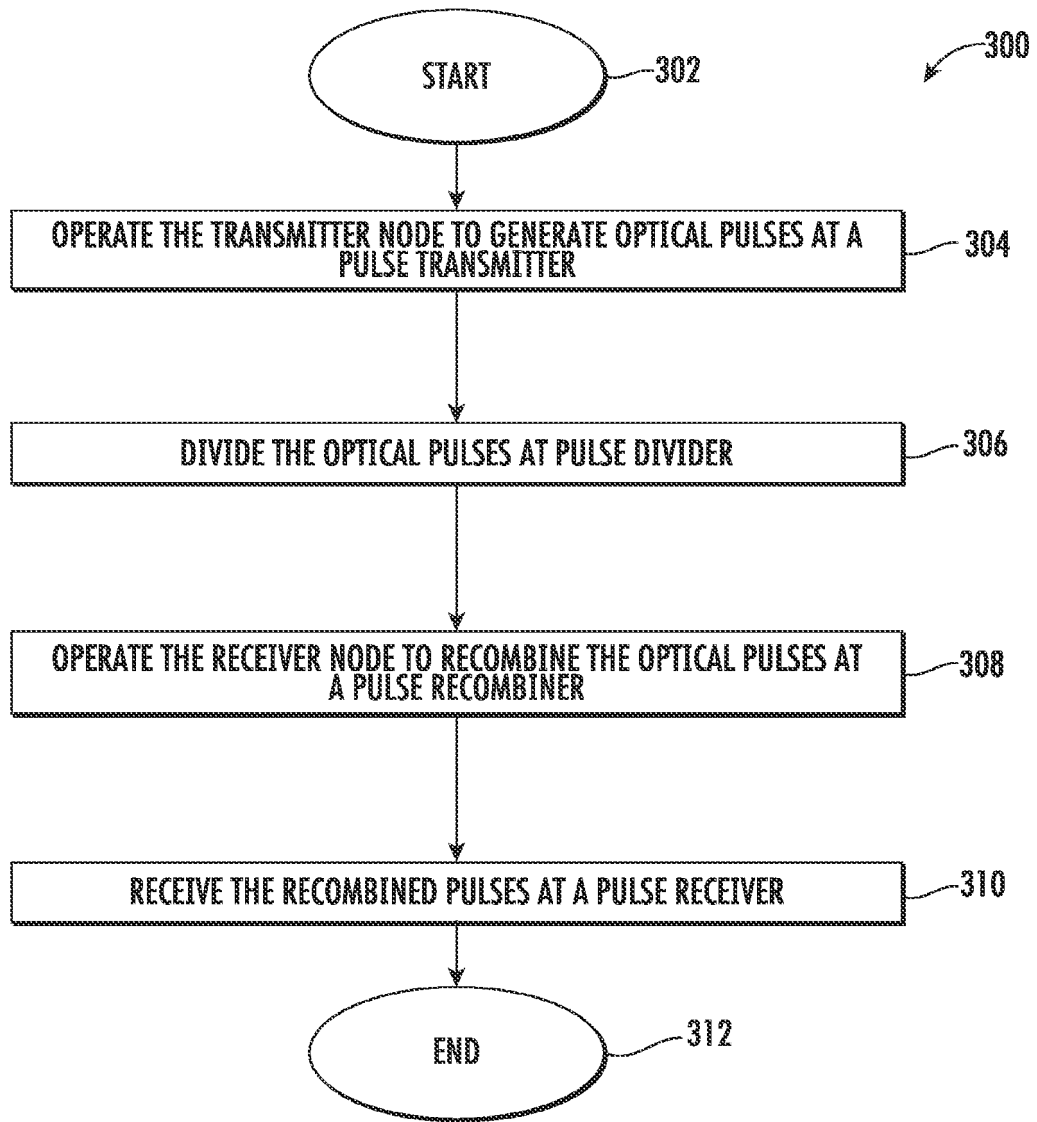 300
START
302
OPERATE THE TRANSMITTER NODE TO GENERATE OPTICAL PULSES AT A
PULSE TRANSMITTER
304
DIVIDE THE OPTICAL PULSES AT PULSE DIVIDER
306
OPERATE THE RECEIVER NODE TO RECOMBINE THE OPTICAL PULSES AT
A PULSE RECOMBINER
308
RECEIVE THE RECOMBINED PULSES AT A PULSE RECEIVER
310
END
312